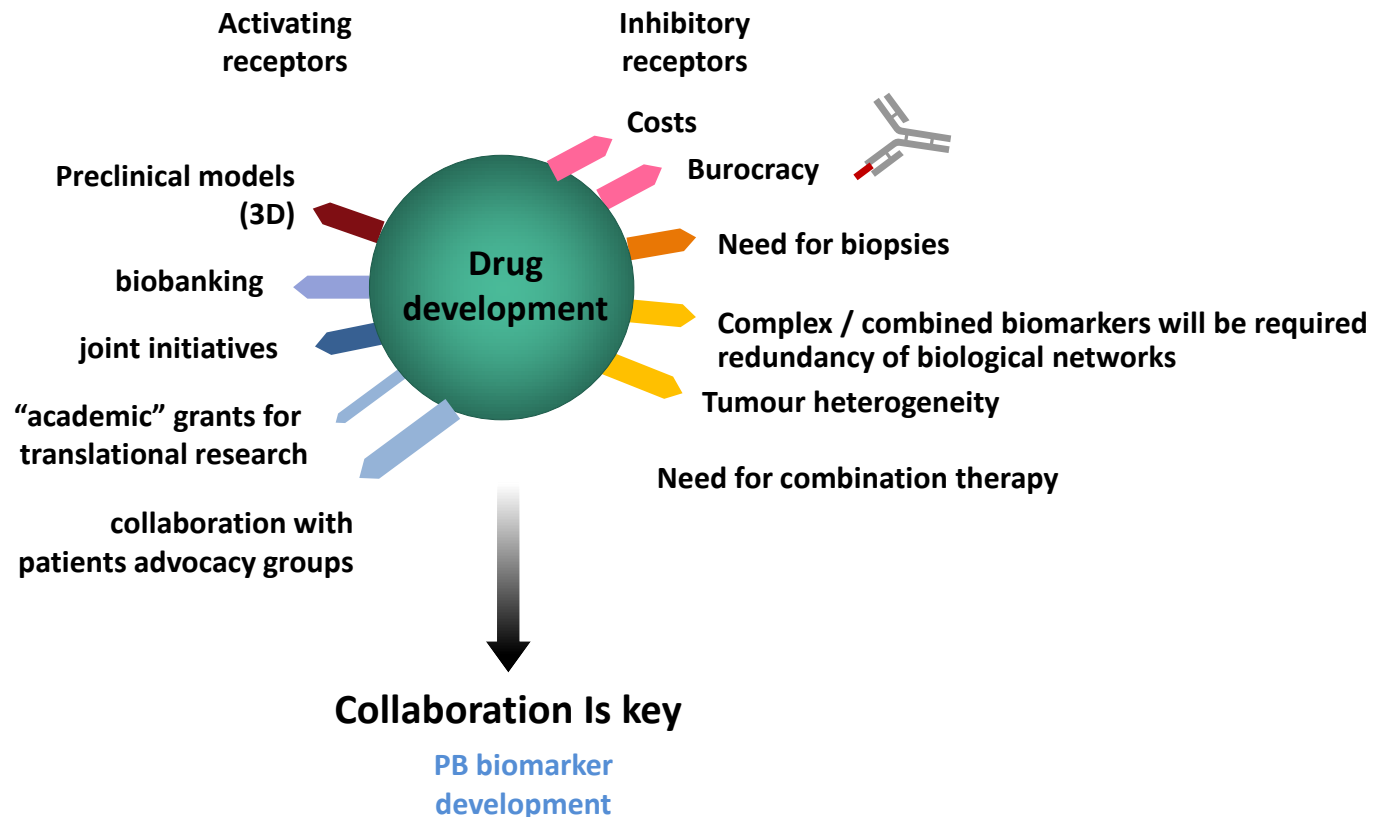 Activating
receptors
Inhibitory
receptors
Preclinical models
(3D)
biobanking
joint initiatives
“academic” grants for
translational research
collaboration with
patients advocacy groups
Drug
development
Costs
Burocracy
Need for biopsies
Complex / combined biomarkers will be required
redundancy of biological networks
Tumour heterogeneity
Need for combination therapy
Collaboration Is key
PB biomarker
development